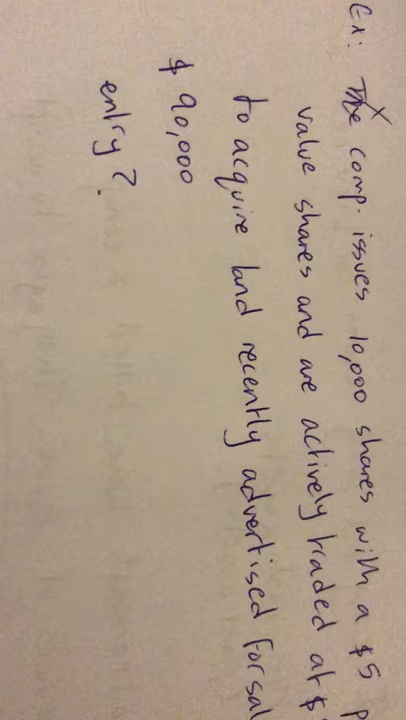 Ex: The comp. issues 10,000 shares with a $5 p
value shares and are actively traded at $
to acquire land recently advertised for sal
$ 90,000
entry?